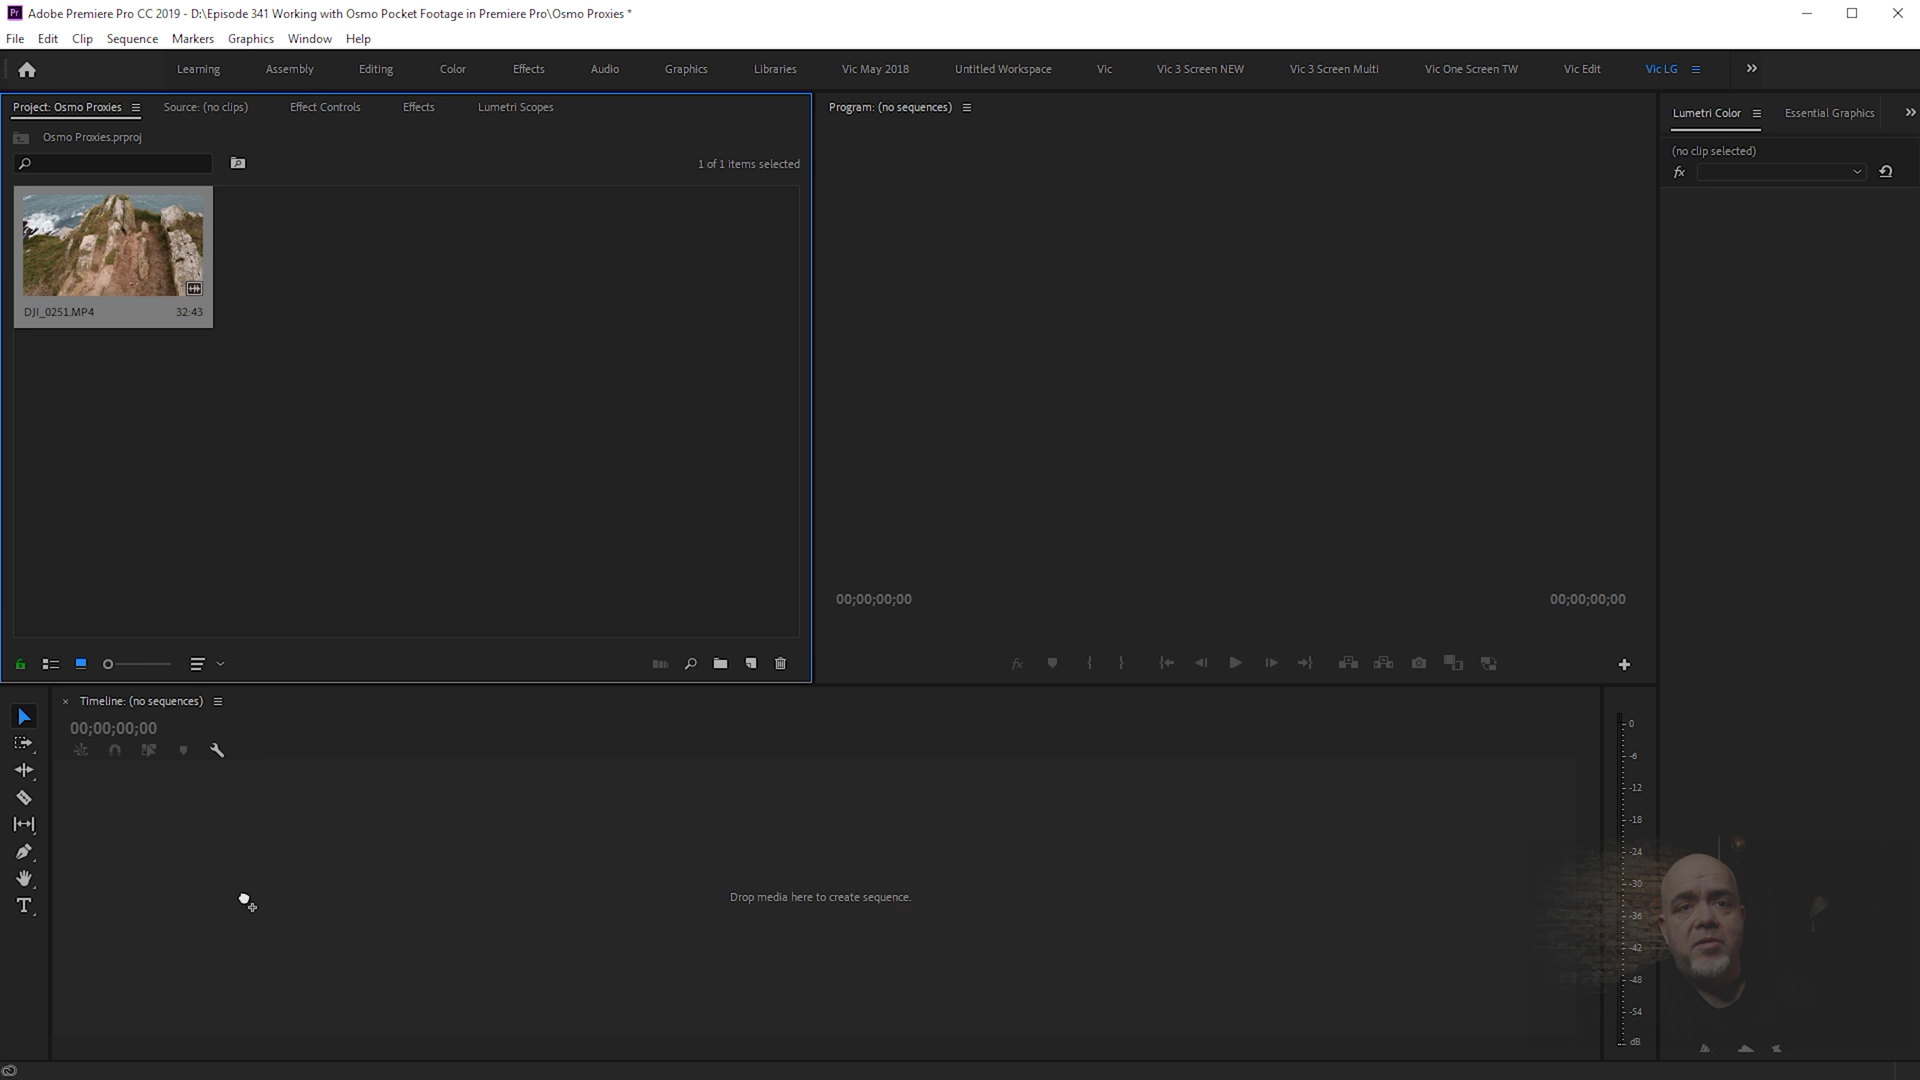 Adobe Premiere Pro CC 2019 - D:\Episode 341 Working with Osmo Pocket Footage in Premiere Pro\Osmo Proxies *
File Edit Clip Sequence Markers Graphics Window Help
Learning Assembly Editing Color Effects Audio Graphics Libraries Vic May 2018 Untitled Workspace Vic Vic 3 Screen NEW Vic 3 Screen Multi Vic One Screen TW Vic Edit Vic LG
Project: Osmo Proxies Source: (no clips) Effect Controls Effects Lumetri Scopes
Osmo Proxies.prproj
1 of 1 items selected
DJI_0251.MP4 32:43
Program: (no sequences)
00;00;00;00 00;00;00;00
Lumetri Color Essential Graphics
(no clip selected)
fx
fx
Timeline: (no sequences)
00;00;00;00
Drop media here to create sequence.
0
-6
-12
-18
-24
-30
-36
-42
-48
-54
dB